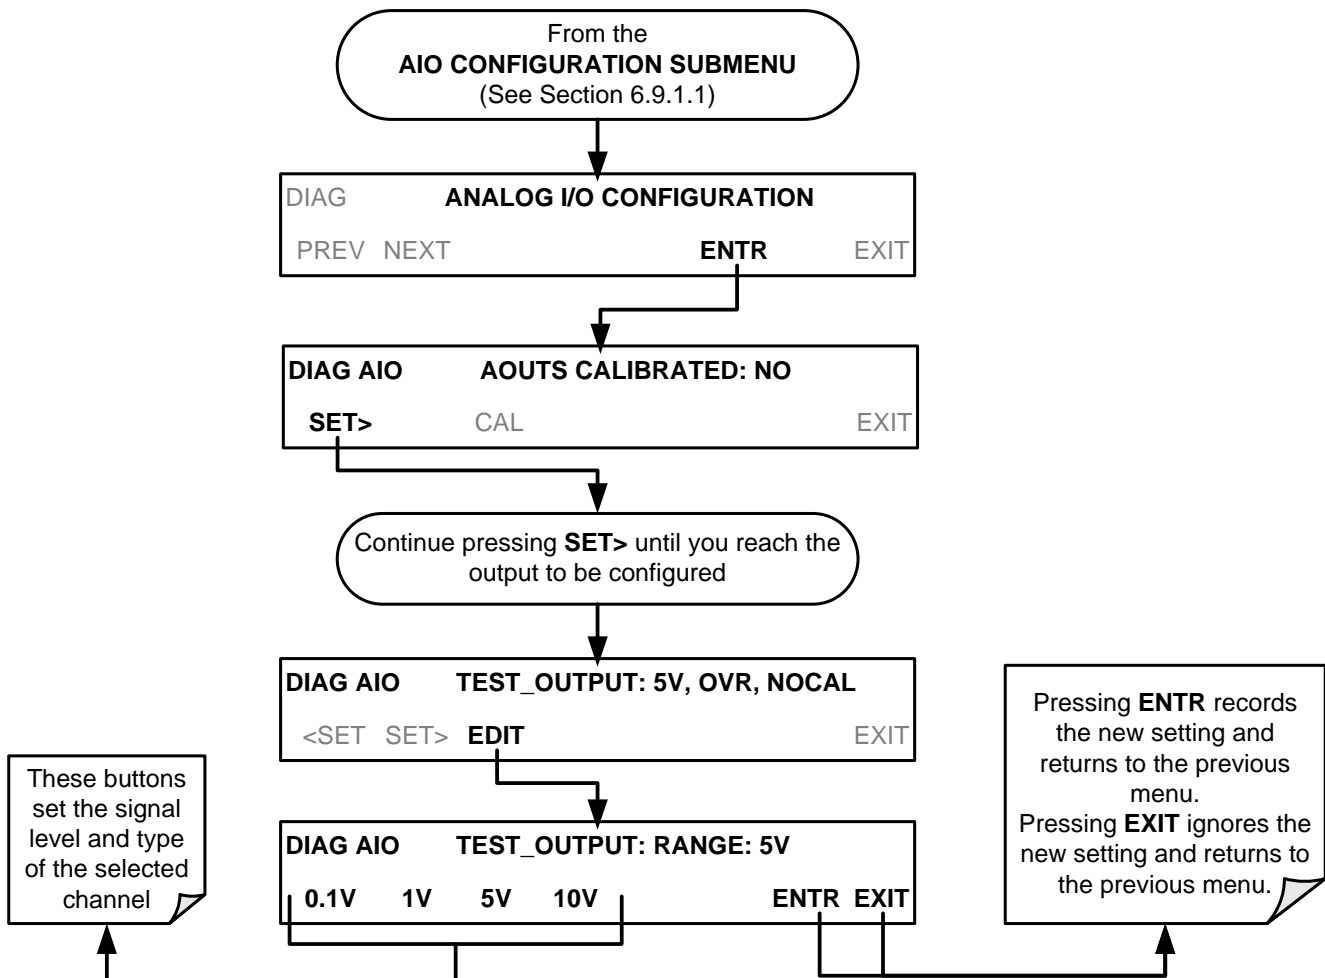 From the
AIO CONFIGURATION SUBMENU
(See Section 6.9.1.1)
DIAG ANALOG I/O CONFIGURATION
PREV NEXT ENTR EXIT
DIAG AIO AOUTS CALIBRATED: NO
SET> CAL EXIT
Continue pressing SET> until you reach the
output to be configured
DIAG AIO TEST_OUTPUT: 5V, OVR, NOCAL
<SET SET> EDIT EXIT
DIAG AIO TEST_OUTPUT: RANGE: 5V
0.1V 1V 5V 10V ENTR EXIT
These buttons
set the signal
level and type
of the selected
channel
Pressing ENTR records
the new setting and
returns to the previous
menu.
Pressing EXIT ignores the
new setting and returns to
the previous menu.